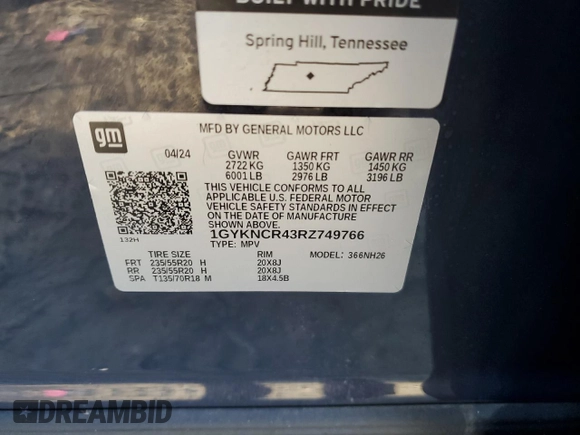 BUILT WITH PRIDE
Spring Hill, Tennessee
gm
MFD BY GENERAL MOTORS LLC
04/24 GVWR GAWR FRT GAWR RR
2722 KG 1350 KG 1450 KG
6001 LB 2976 LB 3196 LB
THIS VEHICLE CONFORMS TO ALL
APPLICABLE U.S. FEDERAL MOTOR
VEHICLE SAFETY STANDARDS IN EFFECT
ON THE DATE OF MANUFACTURE
SHOWN ABOVE.
132H 1GYKNCR43RZ749766
TYPE: MPV MODEL: 366NH26
TIRE SIZE RIM
FRT 235/55R20 H 20X8J
RR 235/55R20 H 20X8J
SPA T135/70R18 M 18X4.5B
DREAMBID